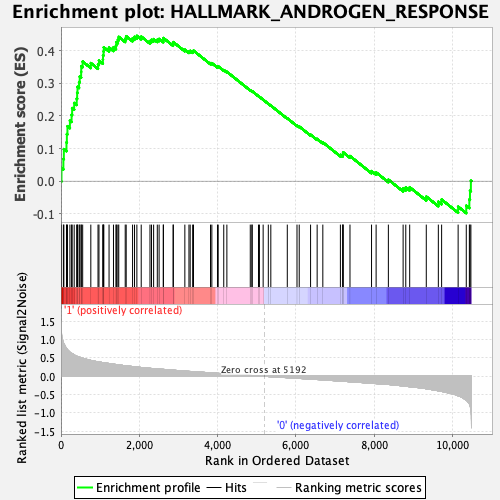 Enrichment plot: HALLMARK_ANDROGEN_RESPONSE
Enrichment score (ES)
0.4
0.3
0.2
0.1
0.0
-0.1
'1' (positively correlated)
Ranked list metric (Signal2Noise)
1.5
1.0
0.5
0.0
-0.5
-1.0
-1.5
Zero cross at 5192
'0' (negatively correlated)
0
2,000
4,000
6,000
8,000
10,000
Rank in Ordered Dataset
Enrichment profile
Hits
Ranking metric scores